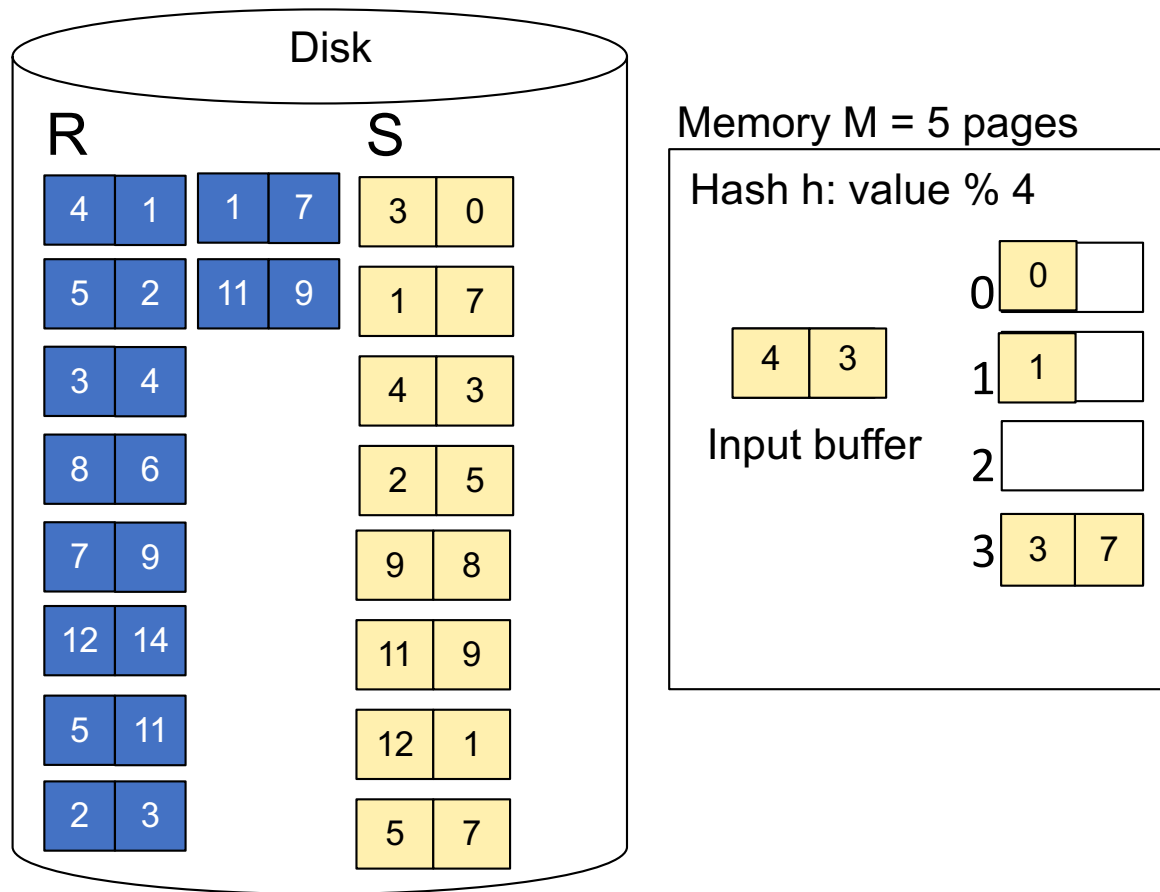 Disk
R S
4 1 1 7 3 0
5 2 11 9 1 7
3 4 4 3
8 6 2 5
7 9 9 8
12 14 11 9
5 11 12 1
2 3 5 7
Memory M = 5 pages
Hash h: value % 4
0 0
1 1
4 3
Input buffer
2
3 3 7